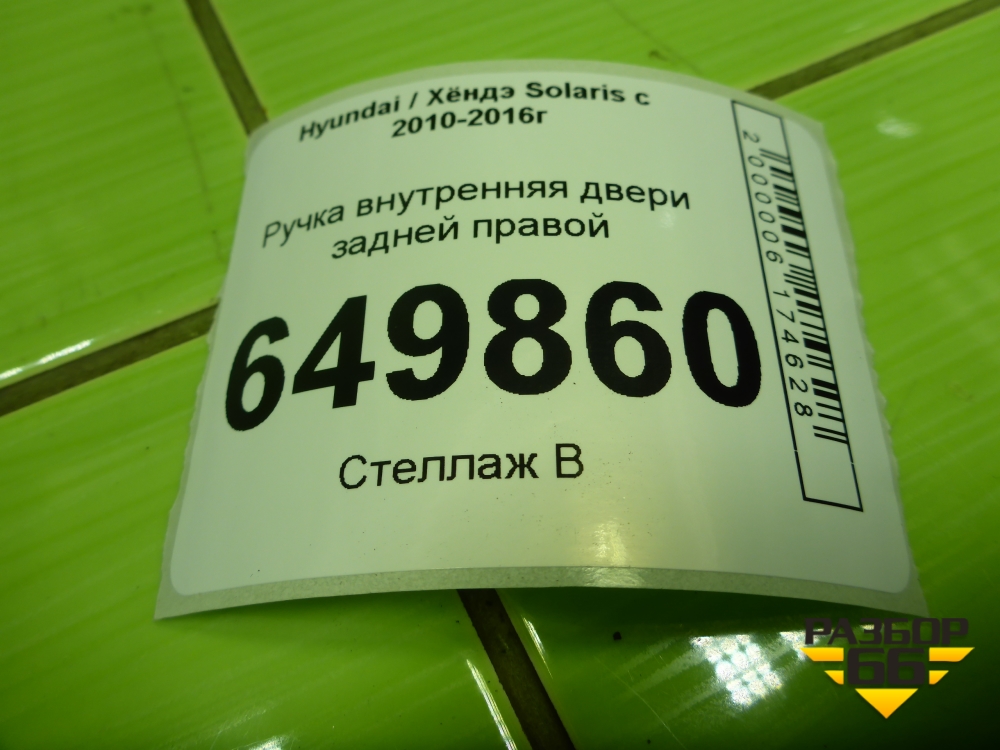 Hyundai / Хёндэ Solaris с
2010-2016г
Ручка внутренняя двери
задней правой
649860
Стеллаж В
2000006174628
РАЗБОР
66